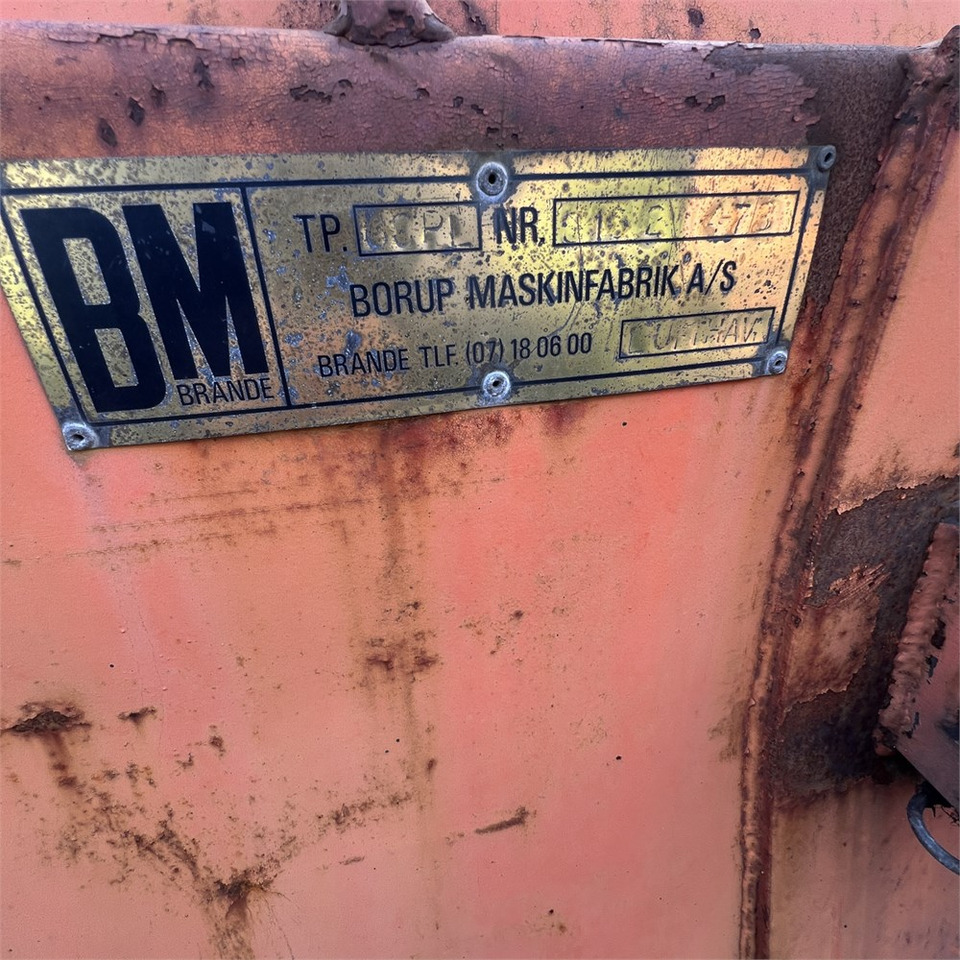 BM
BRANDE
TP. NR.
BORUP MASKINFABRIK A/S
BRANDE TLF (07) 18 06 00